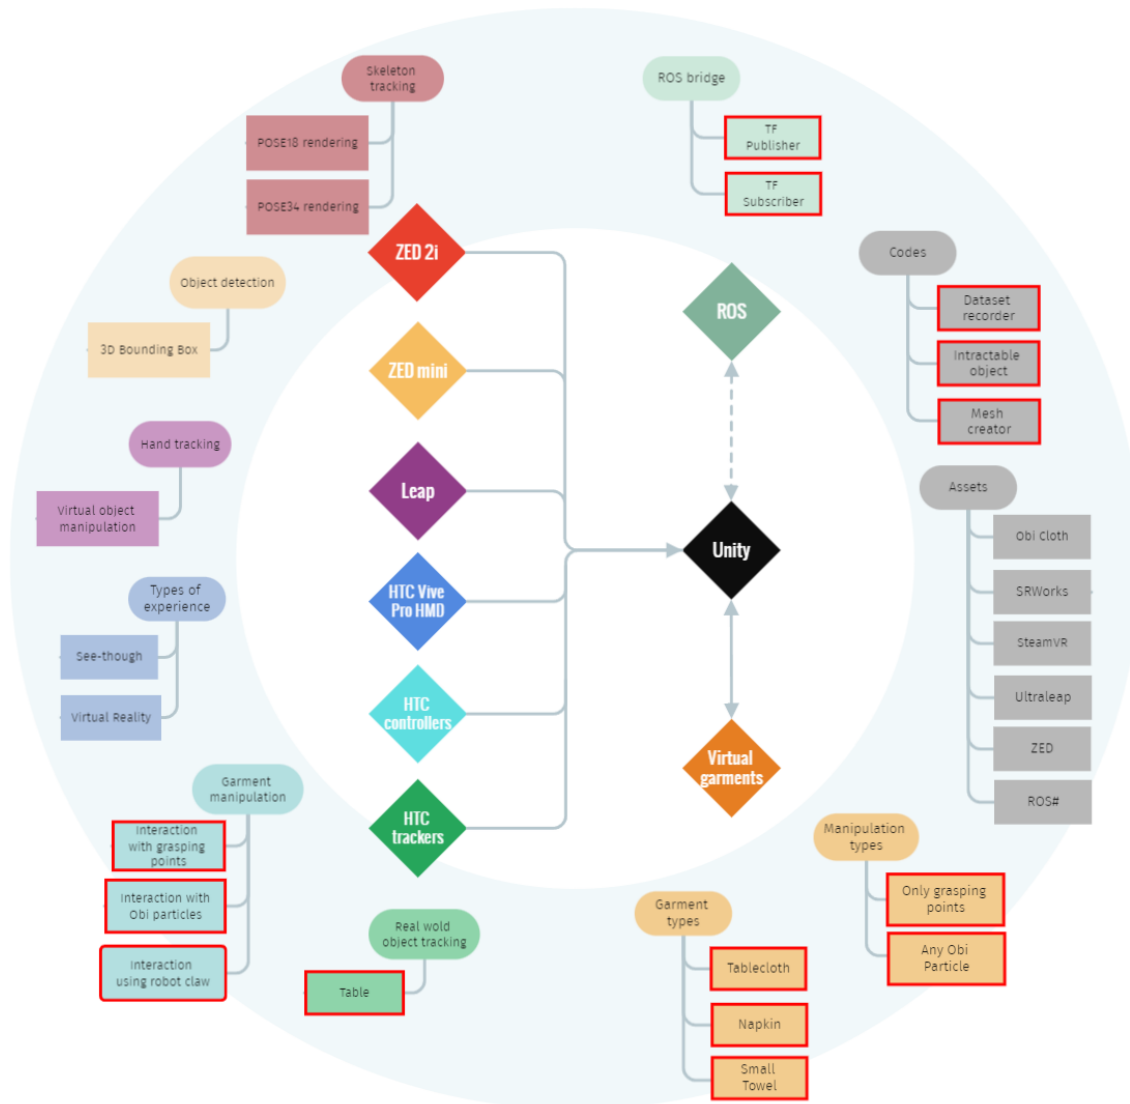 Skeleton
tracking
POSE18 rendering
POSE34 rendering
ROS bridge
TF
Publisher
TF
Subscriber
ZED 2i
ZED mini
Leap
HTC Vive
Pro HMD
HTC
controllers
HTC
trackers
ROS
Unity
Virtual
garments
Object detection
3D Bounding Box
Hand tracking
Virtual object
manipulation
Types of
experience
See-though
Virtual Reality
Garment
manipulation
Interaction
with grasping
points
Interaction with
Obi particles
Interaction
using robot claw
Real wold
object tracking
Table
Codes
Dataset
recorder
Intractable
object
Mesh
creator
Assets
Obi Cloth
SRWorks
SteamVR
Ultraleap
ZED
ROS#
Manipulation
types
Only grasping
points
Any Obi
Particle
Garment
types
Tablecloth
Napkin
Small
Towel